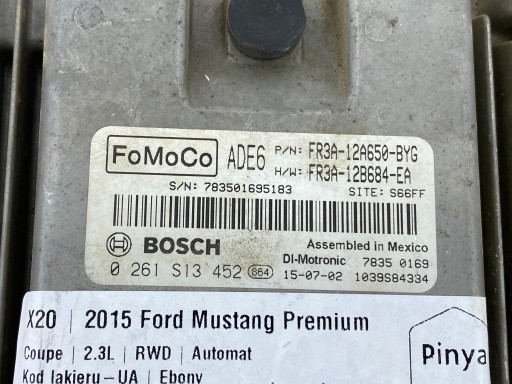 FoMoCo ADE6 P/N: FR3A-12A650-BYG
H/W: FR3A-12B684-EA
S/N: 783501695183 SITE: S66FF
BOSCH Assembled in Mexico
DI-Motronic 7835 0169
0 261 S13 452 864 15-07-02 1039S84334
X20 | 2015 Ford Mustang Premium
Coupe | 2.3L | RWD | Automat
Kod lakieru - UA | Ebony
Pinya